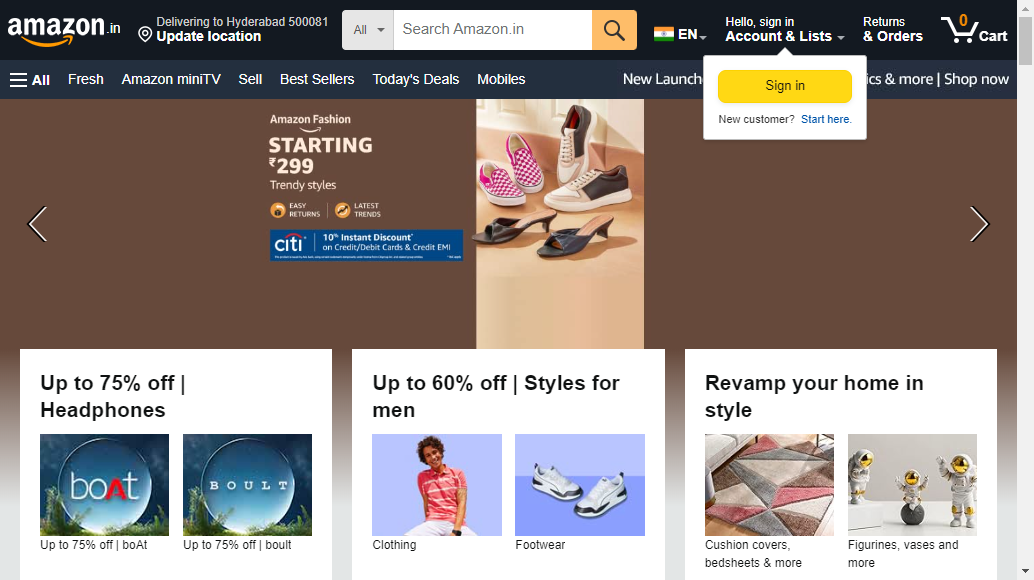 amazon.in
Delivering to Hyderabad 500081
Update location
All
Search Amazon.in
EN
Hello, sign in
Account & Lists
Returns
& Orders
0
Cart
All
Fresh
Amazon miniTV
Sell
Best Sellers
Today's Deals
Mobiles
New Launch
ics & more | Shop now
Sign in
New customer? Start here.
Amazon Fashion
STARTING
₹299
Trendy styles
EASY
RETURNS
LATEST
TRENDS
citi
10% Instant Discount*
on Credit/Debit Cards & Credit EMI
Up to 75% off |
Headphones
boAt
BOULT
Up to 75% off | boAt
Up to 75% off | boult
Up to 60% off | Styles for
men
Clothing
Footwear
Revamp your home in
style
Cushion covers,
bedsheets & more
Figurines, vases and
more